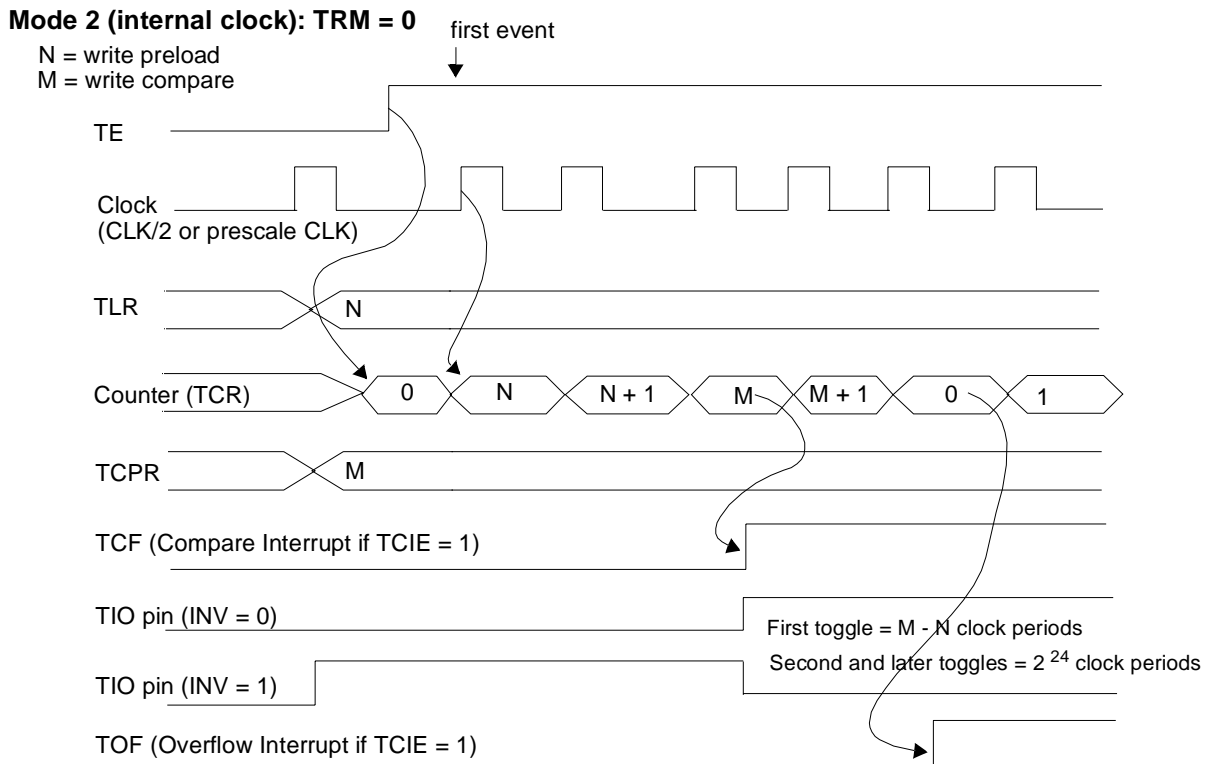 Mode 2 (internal clock): TRM = 0
first event
N = write preload
M = write compare
TE
Clock
(CLK/2 or prescale CLK)
TLR
N
Counter (TCR)
0
N
N + 1
M
M + 1
0
1
TCPR
M
TCF (Compare Interrupt if TCIE = 1)
TIO pin (INV = 0)
First toggle = M - N clock periods
Second and later toggles = 2 24 clock periods
TIO pin (INV = 1)
TOF (Overflow Interrupt if TCIE = 1)